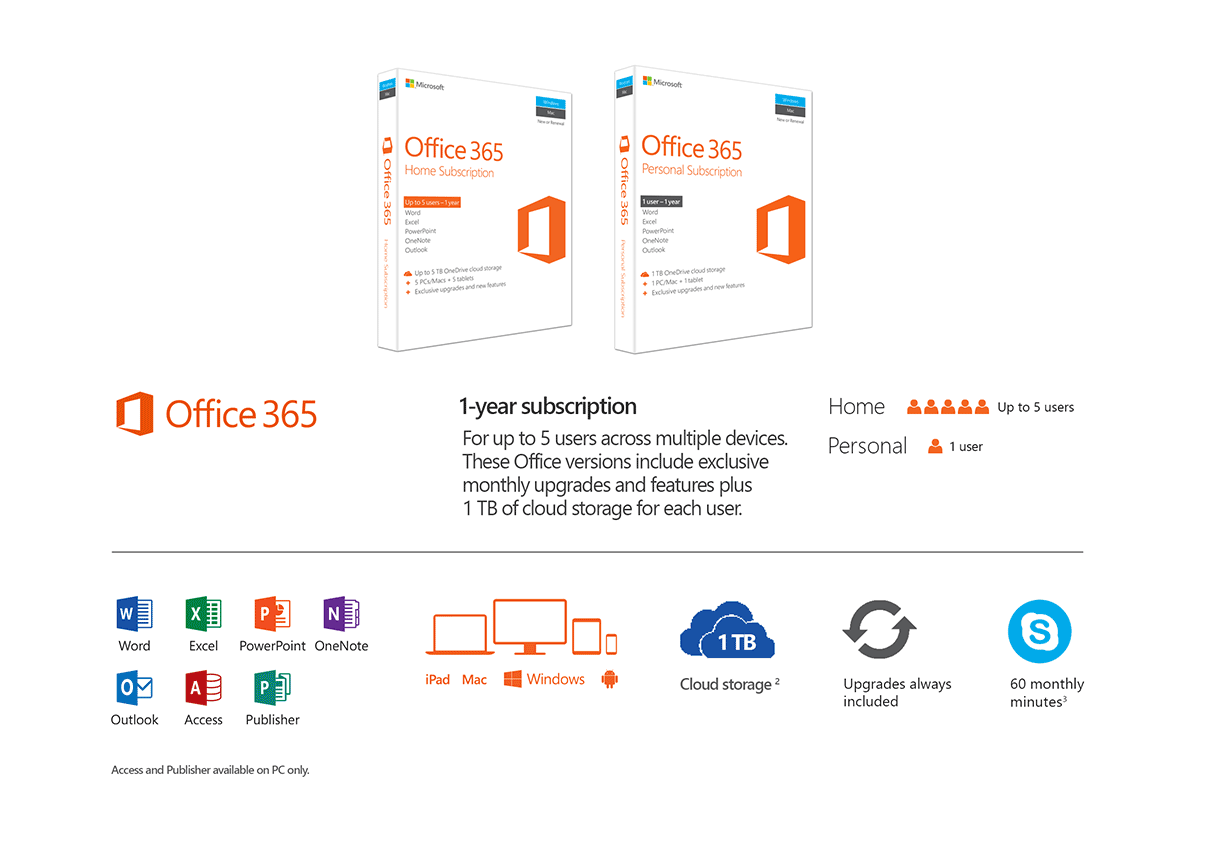 Microsoft
Windows
Mac
New or Renewal
Office 365
Home Subscription
Up to 5 users – 1 year
Word
Excel
PowerPoint
OneNote
Outlook
Up to 5 TB OneDrive cloud storage
5 PCs/Macs + 5 tablets
Exclusive upgrades and new features
Windows
Mac
Office 365
Home Subscription
Microsoft
Windows
Mac
New or Renewal
Office 365
Personal Subscription
1 user – 1 year
Word
Excel
PowerPoint
OneNote
Outlook
1 TB OneDrive cloud storage
1 PC/Mac + 1 tablet
Exclusive upgrades and new features
Windows
Mac
Office 365
Personal Subscription
Office 365
1-year subscription
For up to 5 users across multiple devices.
These Office versions include exclusive
monthly upgrades and features plus
1 TB of cloud storage for each user.
Home Up to 5 users
Personal 1 user
W X P N
Word Excel PowerPoint OneNote
O A P
Outlook Access Publisher
iPad Mac Windows
1 TB
Cloud storage ²
Upgrades always
included
S
60 monthly
minutes³
Access and Publisher available on PC only.